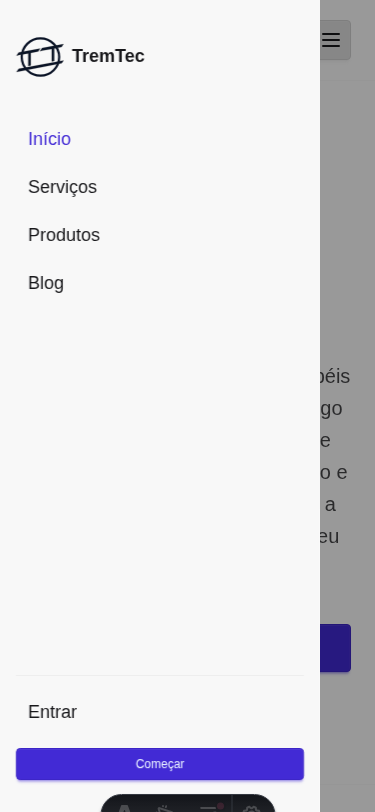 TremTec
Início
Serviços
Produtos
Blog
e
o e
a
Entrar
Começar